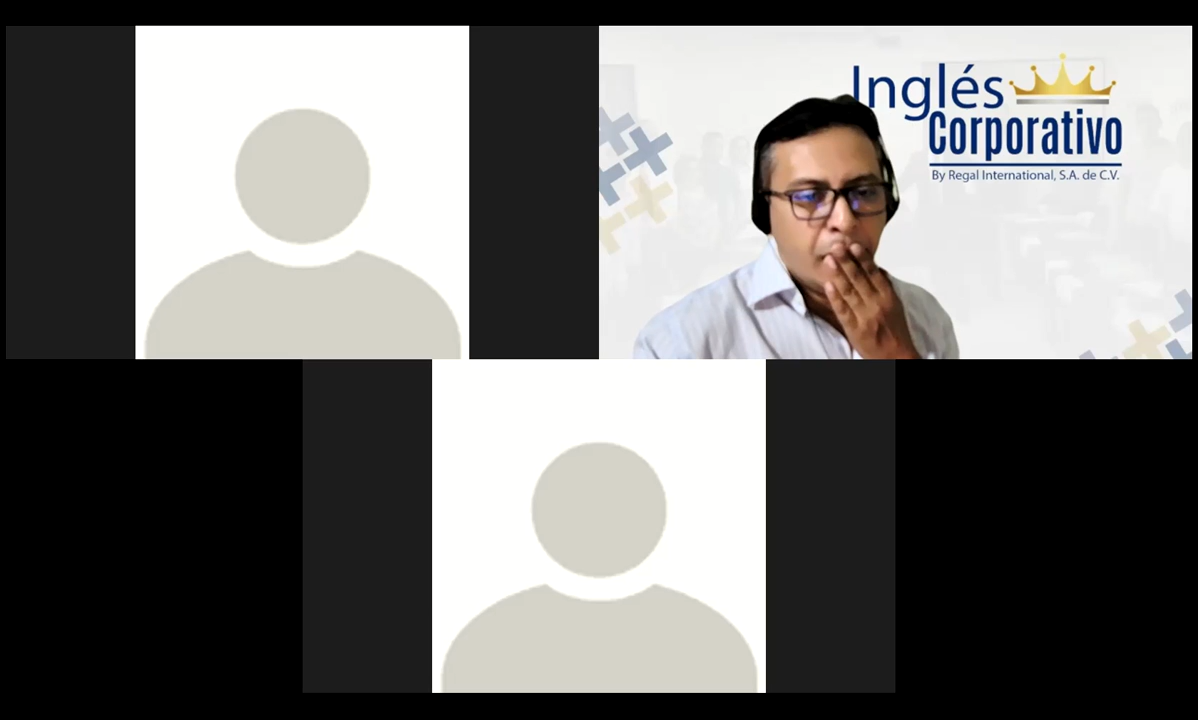 Inglés
Corporativo
By Regal International, S.A. de C.V.